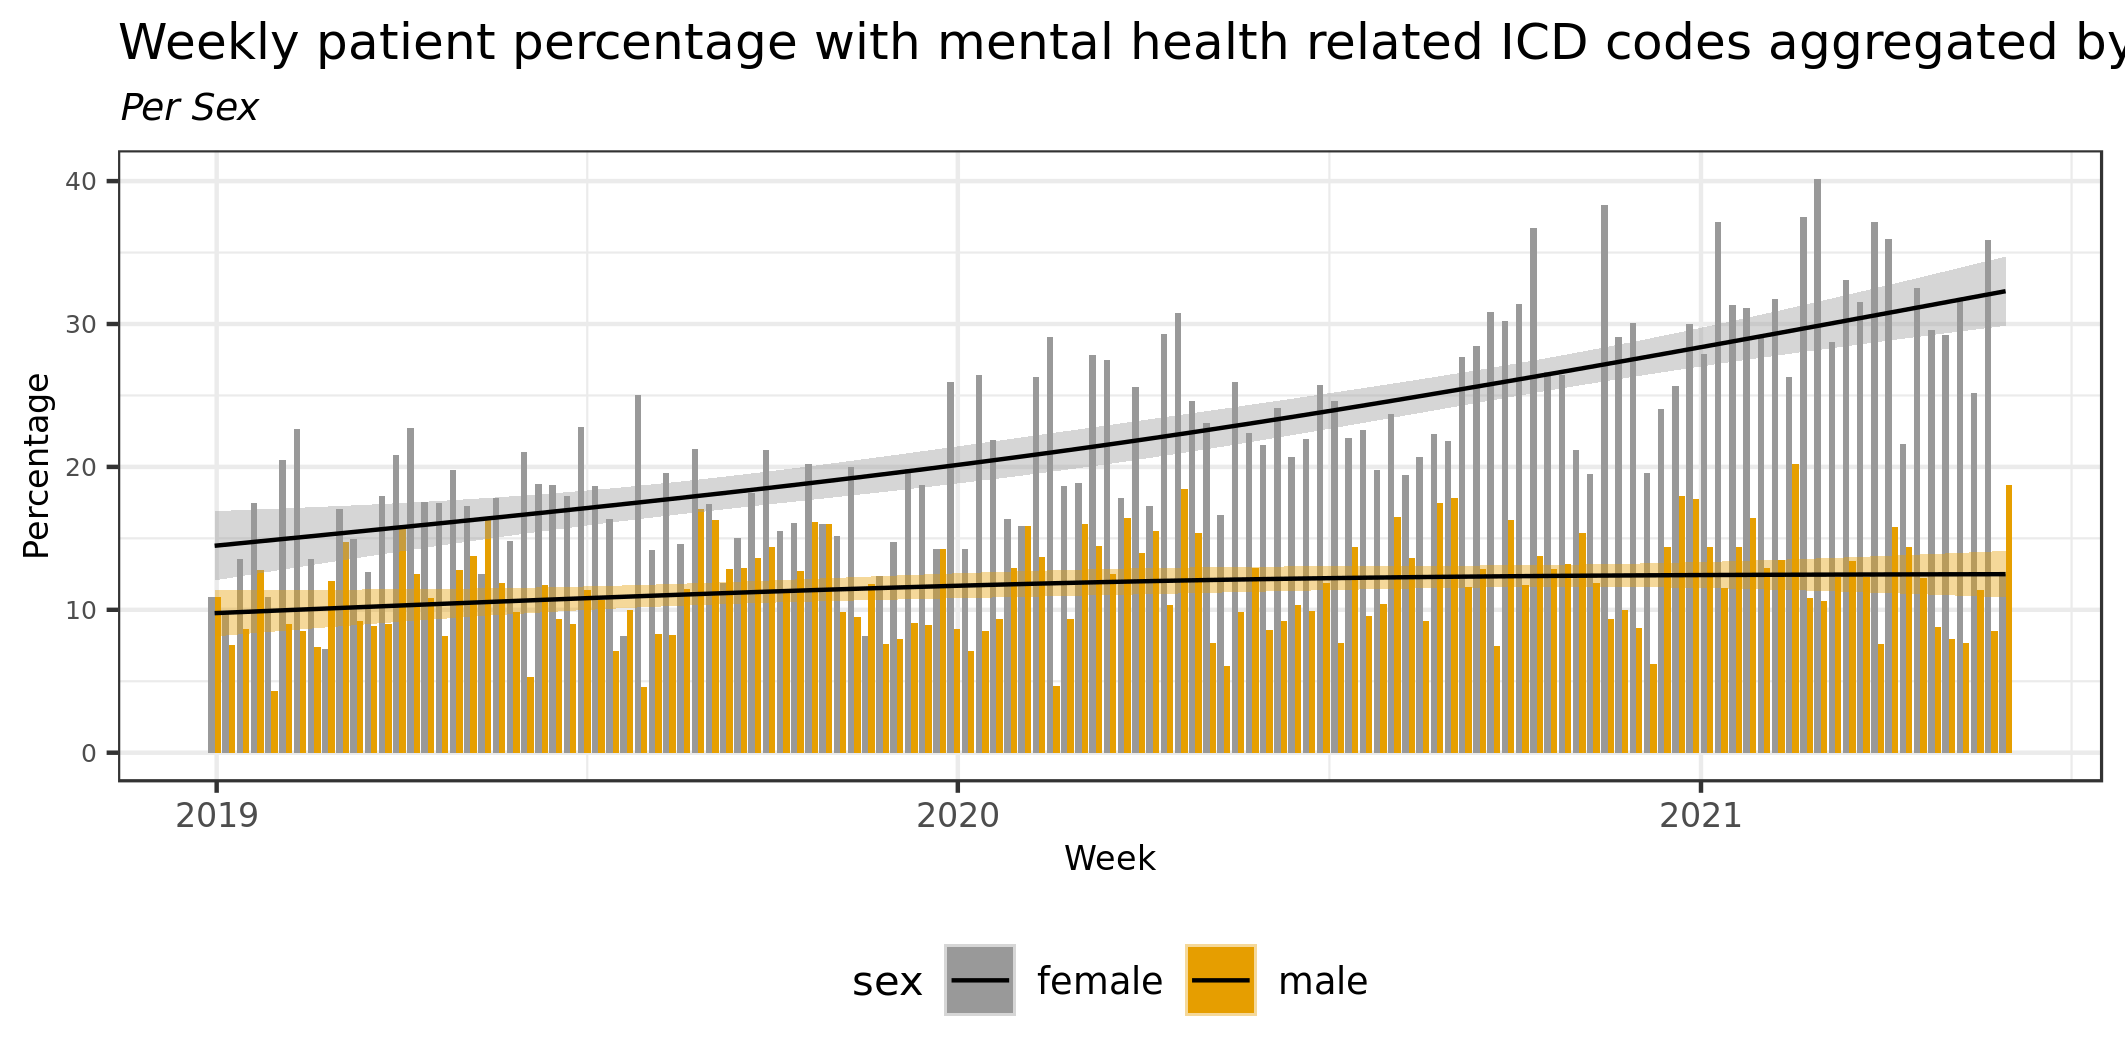 Weekly patient percentage with mental health related ICD codes aggregated by
Per Sex
Percentage
40
30
20
10
0
2019 2020 2021
Week
sex female male